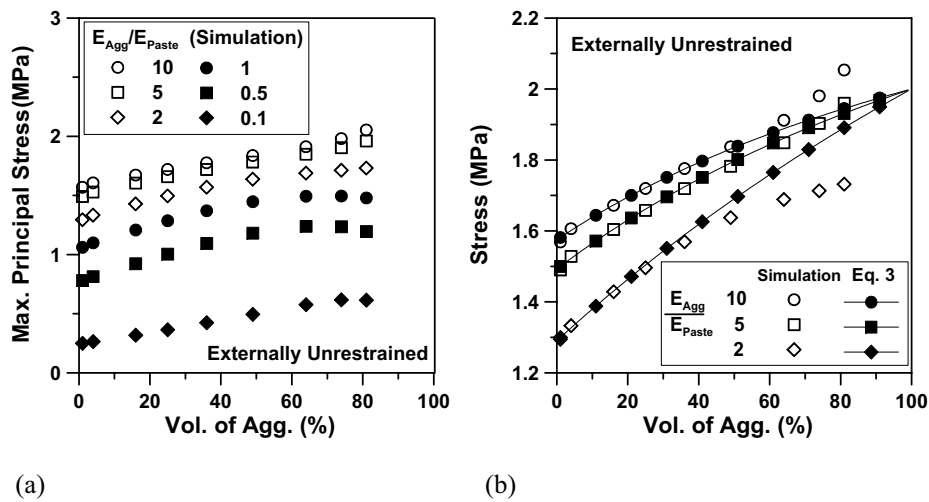 3
2
1
0
Max. Principal Stress(MPa)
E_Agg/E_Paste (Simulation)
10 1
5 0.5
2 0.1
Externally Unrestrained
0 20 40 60 80 100
Vol. of Agg. (%)
(a)
2.2
2
1.8
1.6
1.4
1.2
Stress (MPa)
Externally Unrestrained
Simulation Eq. 3
E_Agg 10
E_Paste 5
2
0 20 40 60 80 100
Vol. of Agg. (%)
(b)